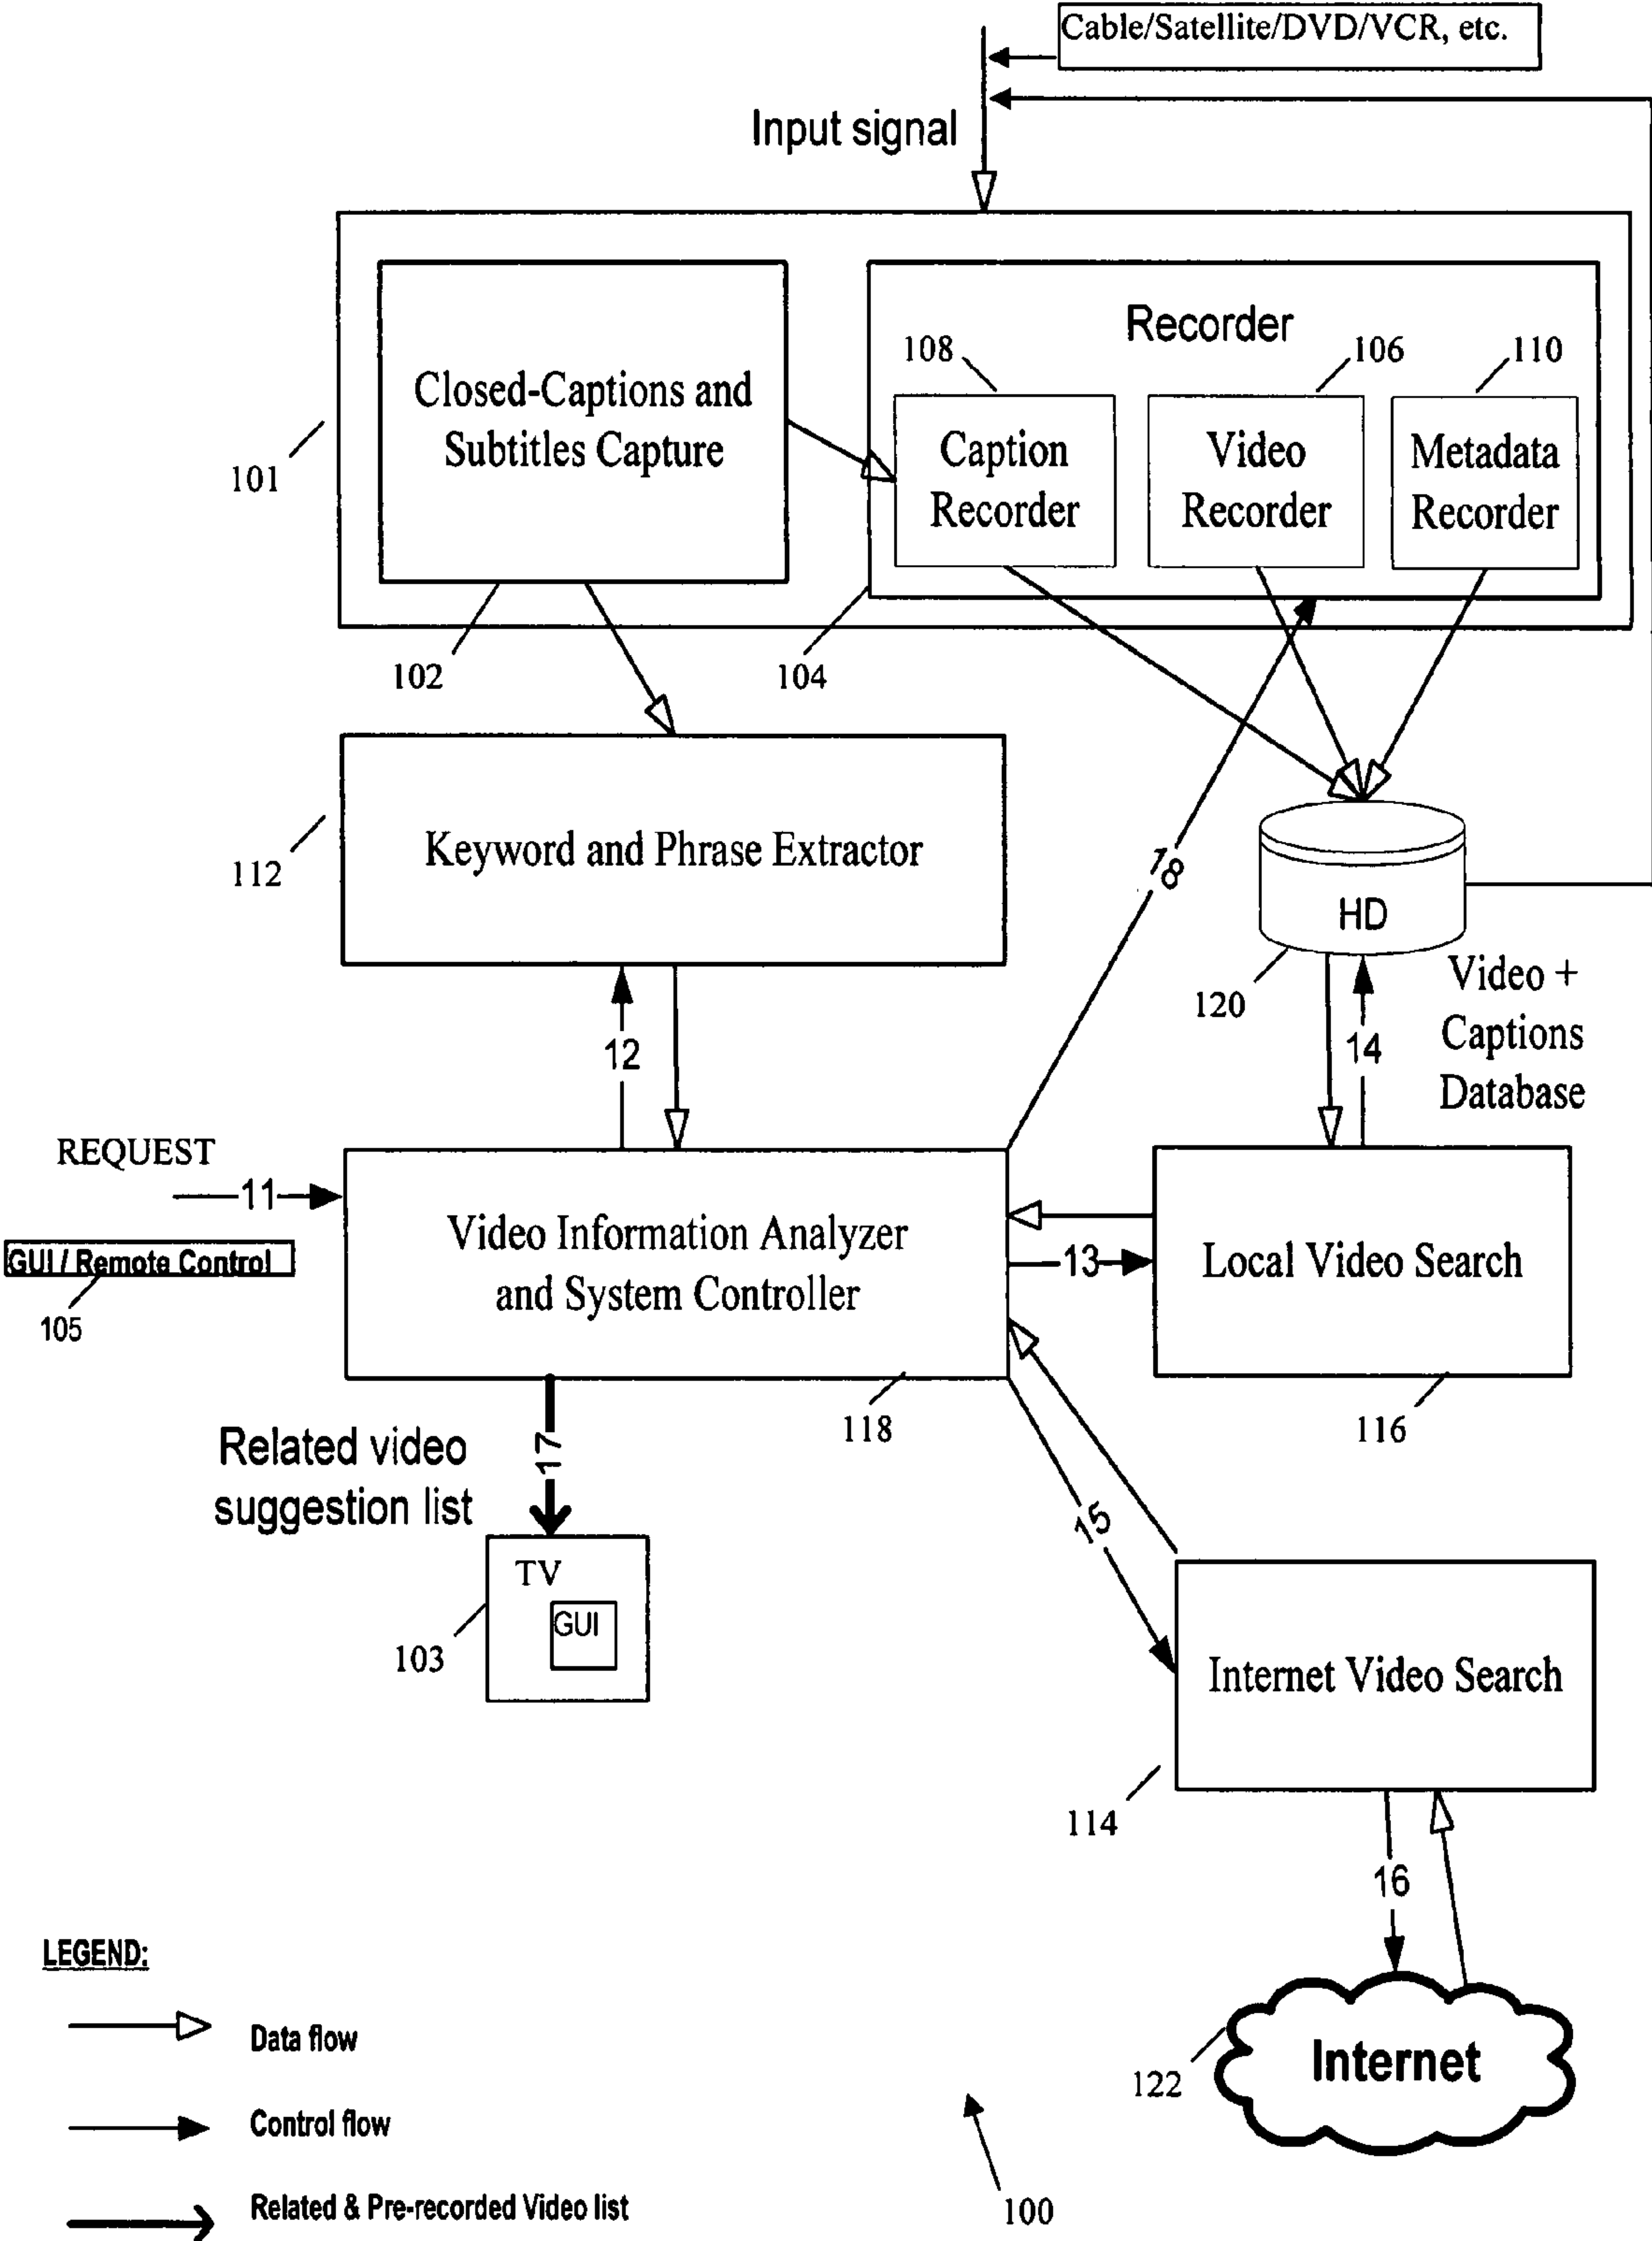 Cable/Satellite/DVD/VCR, etc.
Input signal
Recorder
108
106
110
Closed-Captions and
Subtitles Capture
Caption
Recorder
Video
Recorder
Metadata
Recorder
101
102
104
Keyword and Phrase Extractor
112
18
HD
120
Video +
Captions
Database
12
14
REQUEST
11
GUI / Remote Control
105
Video Information Analyzer
and System Controller
13
Local Video Search
118
116
Related video
suggestion list
17
15
TV
GUI
103
Internet Video Search
114
16
LEGEND:
Data flow
Internet
122
Control flow
Related & Pre-recorded Video list
100